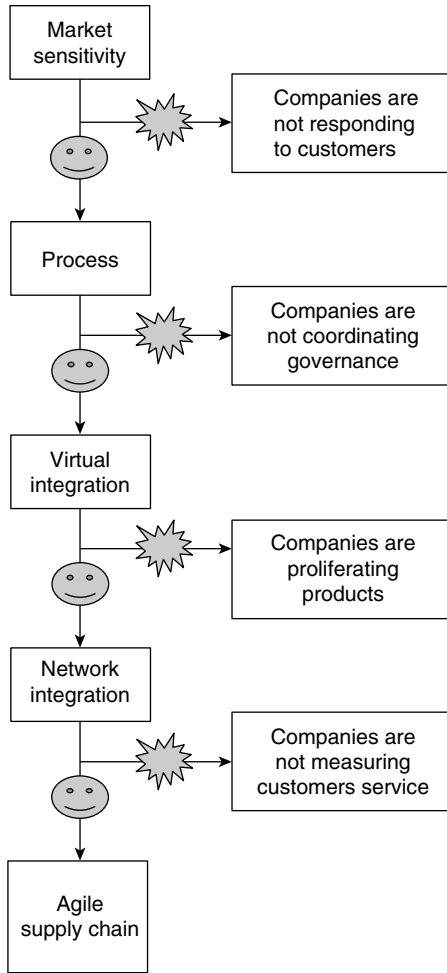 Market
sensitivity
Companies are
not responding
to customers
Process
Companies are
not coordinating
governance
Virtual
integration
Companies are
proliferating
products
Network
integration
Companies are
not measuring
customers service
Agile
supply chain